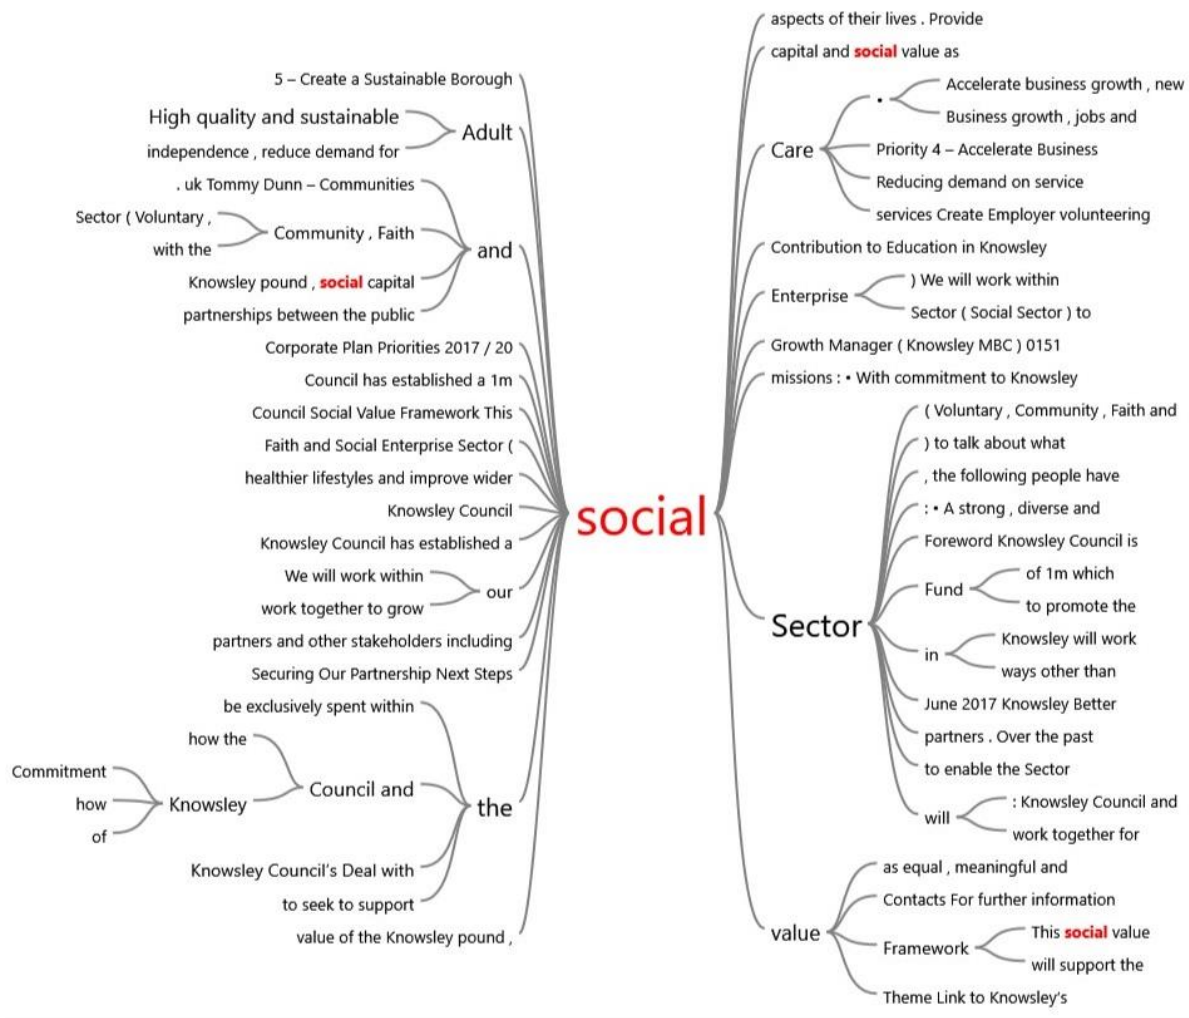 5 – Create a Sustainable Borough
High quality and sustainable
independence , reduce demand for
Adult
. uk Tommy Dunn – Communities
Sector ( Voluntary ,
with the
Community , Faith
Knowsley pound , social capital
partnerships between the public
and
Corporate Plan Priorities 2017 / 20
Council has established a 1m
Council Social Value Framework This
Faith and Social Enterprise Sector (
healthier lifestyles and improve wider
Knowsley Council
Knowsley Council has established a
We will work within
work together to grow
our
partners and other stakeholders including
Securing Our Partnership Next Steps
be exclusively spent within
how the
Commitment
how
of
Knowsley
Council and
Knowsley Council's Deal with
to seek to support
the
value of the Knowsley pound ,
social
aspects of their lives . Provide
capital and social value as
Care
•
Accelerate business growth , new
Business growth , jobs and
Priority 4 – Accelerate Business
Reducing demand on service
services Create Employer volunteering
Contribution to Education in Knowsley
Enterprise
) We will work within
Sector ( Social Sector ) to
Growth Manager ( Knowsley MBC ) 0151
missions : • With commitment to Knowsley
Sector
( Voluntary , Community , Faith and
) to talk about what
, the following people have
: • A strong , diverse and
Foreword Knowsley Council is
Fund
of 1m which
to promote the
in
Knowsley will work
ways other than
June 2017 Knowsley Better
partners . Over the past
to enable the Sector
will
: Knowsley Council and
work together for
value
as equal , meaningful and
Contacts For further information
Framework
This social value
will support the
Theme Link to Knowsley's